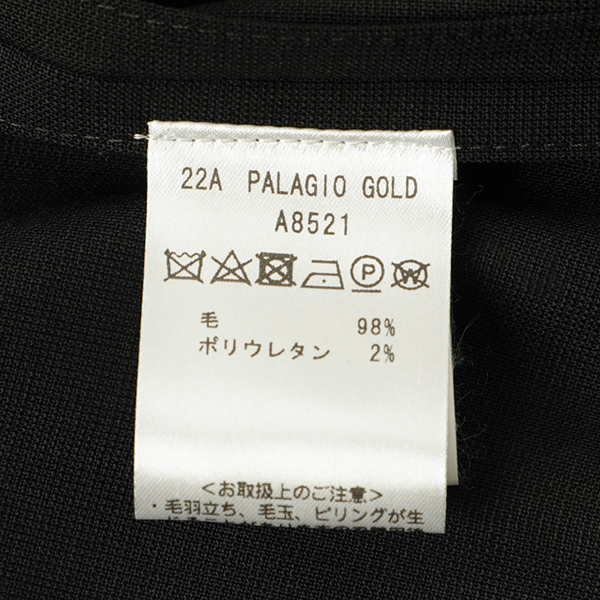 22A PALAGIO GOLD
A8521
P W
毛 98%
ポリウレタン 2%
<お取扱上のご注意>
・毛羽立ち、毛玉、ピリングが生